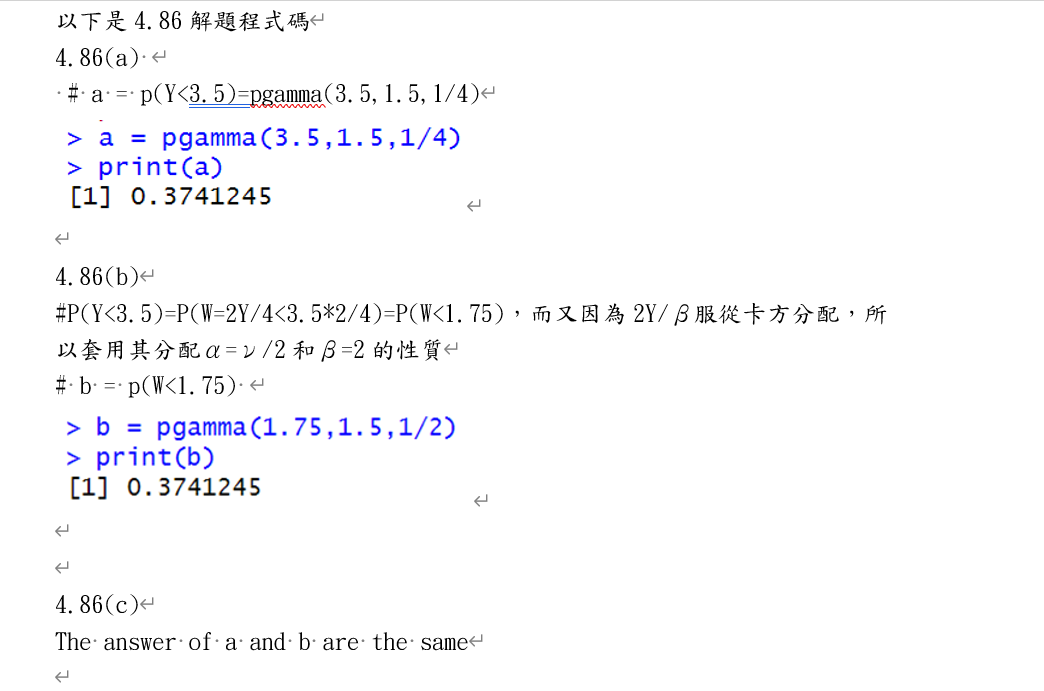 以下是 4.86 解題程式碼
4.86(a)
# a = p(Y<3.5)=pgamma(3.5,1.5,1/4)
> a = pgamma(3.5,1.5,1/4)
> print(a)
[1] 0.3741245
4.86(b)
#P(Y<3.5)=P(W=2Y/4<3.5*2/4)=P(W<1.75)，而又因為 2Y/β服從卡方分配，所
以套用其分配α=ν/2 和β=2 的性質
# b = p(W<1.75)
> b = pgamma(1.75,1.5,1/2)
> print(b)
[1] 0.3741245
4.86(c)
The answer of a and b are the same